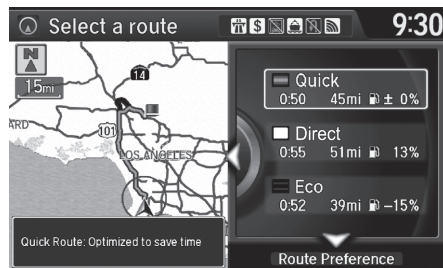 Select a route
$
9:30
N
15mi
14
101
ARD
LOS ANGELES
Quick
0:50 45mi ± 0%
Direct
0:55 51mi 13%
Eco
0:52 39mi –15%
Quick Route: Optimized to save time
Route Preference